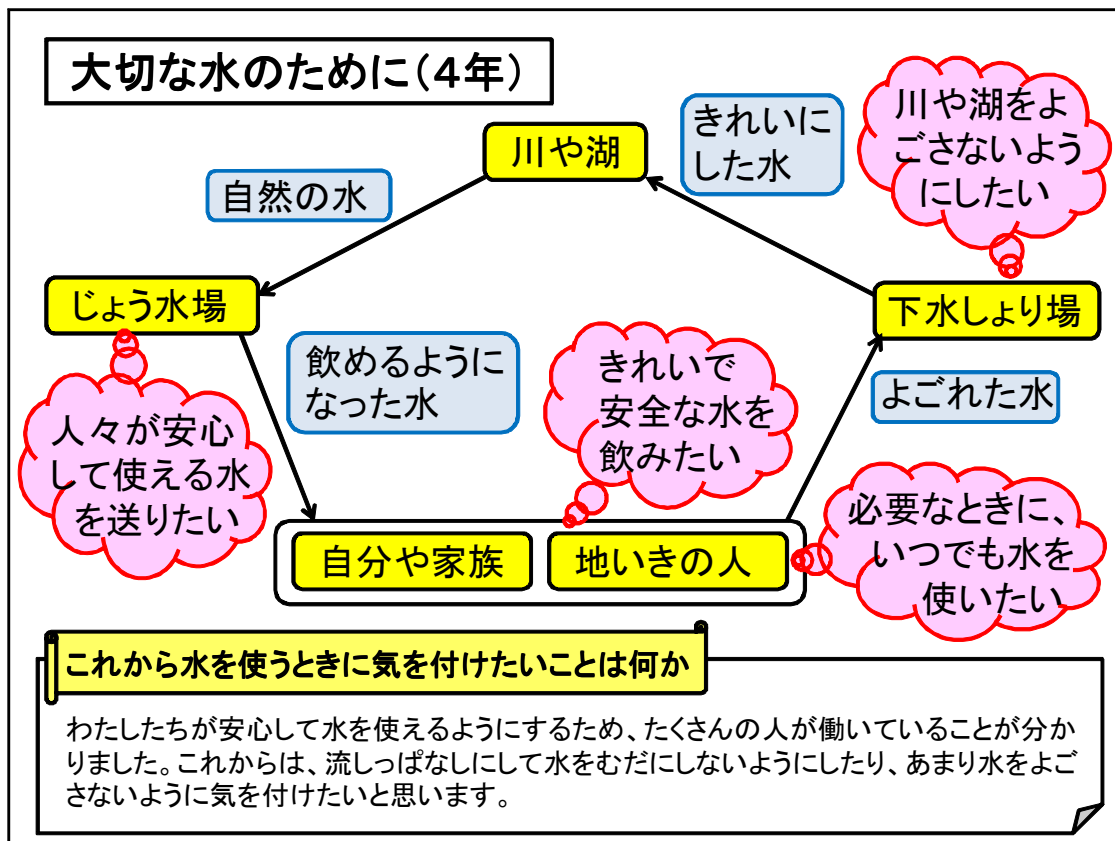 大切な水のために(4年)
川や湖
きれいに
した水
川や湖をよ
ごさないよう
にしたい
自然の水
じょう水場
下水しょり場
飲めるように
なった水
きれいで
安全な水を
飲みたい
よごれた水
人々が安心
して使える水
を送りたい
必要なときに、
いつでも水を
使いたい
自分や家族
地いきの人
これから水を使うときに気を付けたいことは何か
わたしたちが安心して水を使えるようにするため、たくさんの人が働いていることが分か
りました。これからは、流しっぱなしにして水をむだにしないようにしたり、あまり水をよご
さないように気を付けたいと思います。